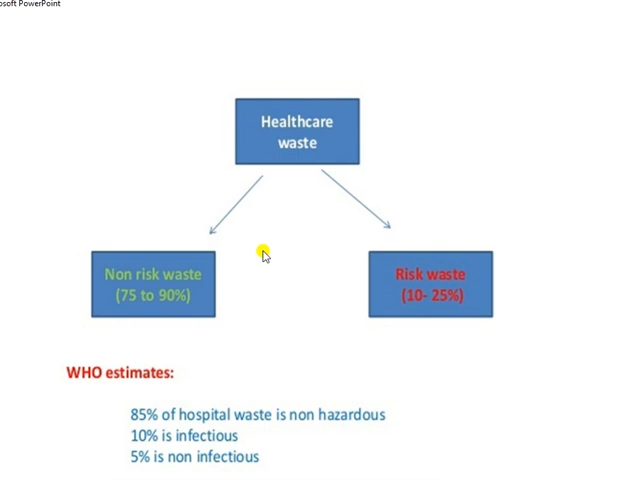 osoft PowerPoint
Healthcare
waste
Non risk waste
(75 to 90%)
Risk waste
(10- 25%)
WHO estimates:
85% of hospital waste is non hazardous
10% is infectious
5% is non infectious